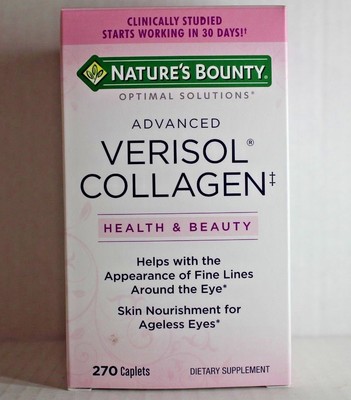 CLINICALLY STUDIED
STARTS WORKING IN 30 DAYS!†
NATURE'S BOUNTY®
OPTIMAL SOLUTIONS®
ADVANCED
VERISOL®
COLLAGEN‡
HEALTH & BEAUTY
Helps with the
Appearance of Fine Lines
Around the Eye*
Skin Nourishment for
Ageless Eyes*
270 Caplets
DIETARY SUPPLEMENT